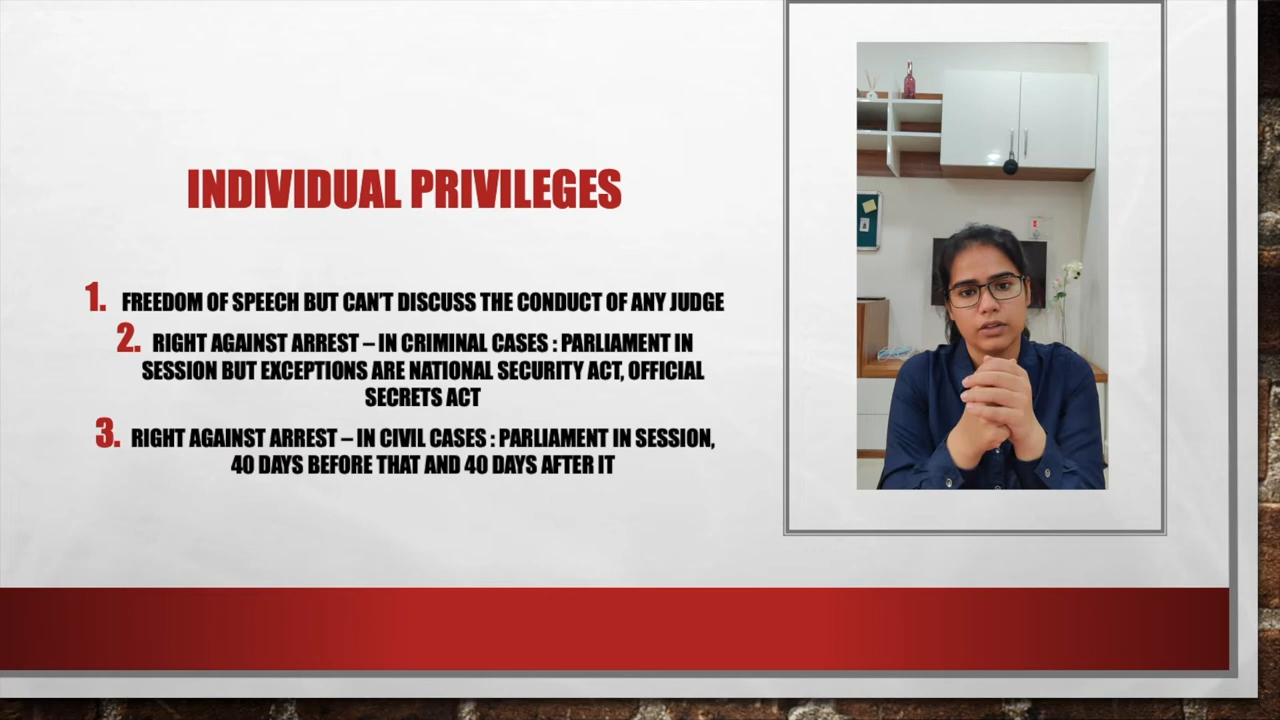 INDIVIDUAL PRIVILEGES
1. FREEDOM OF SPEECH BUT CAN'T DISCUSS THE CONDUCT OF ANY JUDGE
2. RIGHT AGAINST ARREST – IN CRIMINAL CASES : PARLIAMENT IN
SESSION BUT EXCEPTIONS ARE NATIONAL SECURITY ACT, OFFICIAL
SECRETS ACT
3. RIGHT AGAINST ARREST – IN CIVIL CASES : PARLIAMENT IN SESSION,
40 DAYS BEFORE THAT AND 40 DAYS AFTER IT